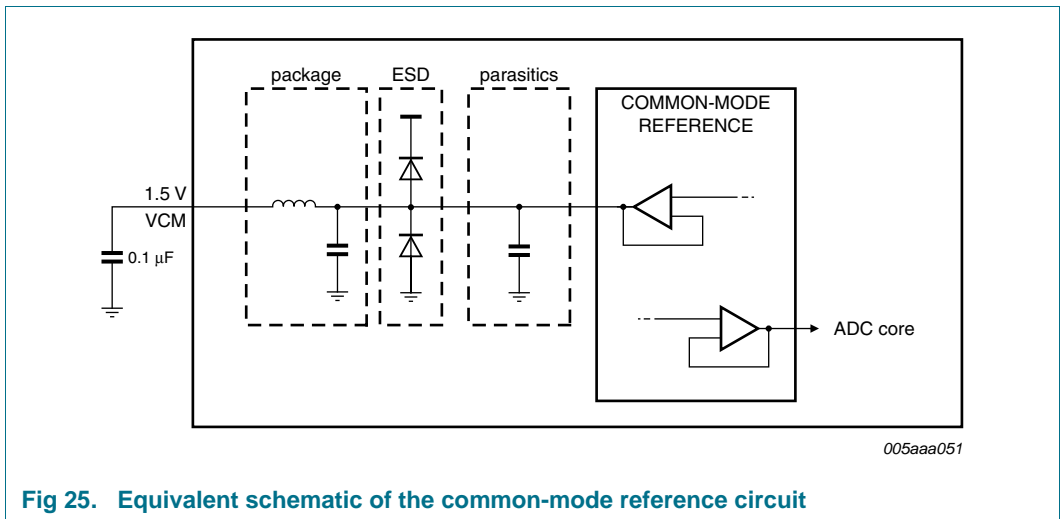 package
ESD
parasitics
COMMON-MODE
REFERENCE
1.5 V
VCM
0.1 μF
ADC core
005aaa051
Fig 25. Equivalent schematic of the common-mode reference circuit